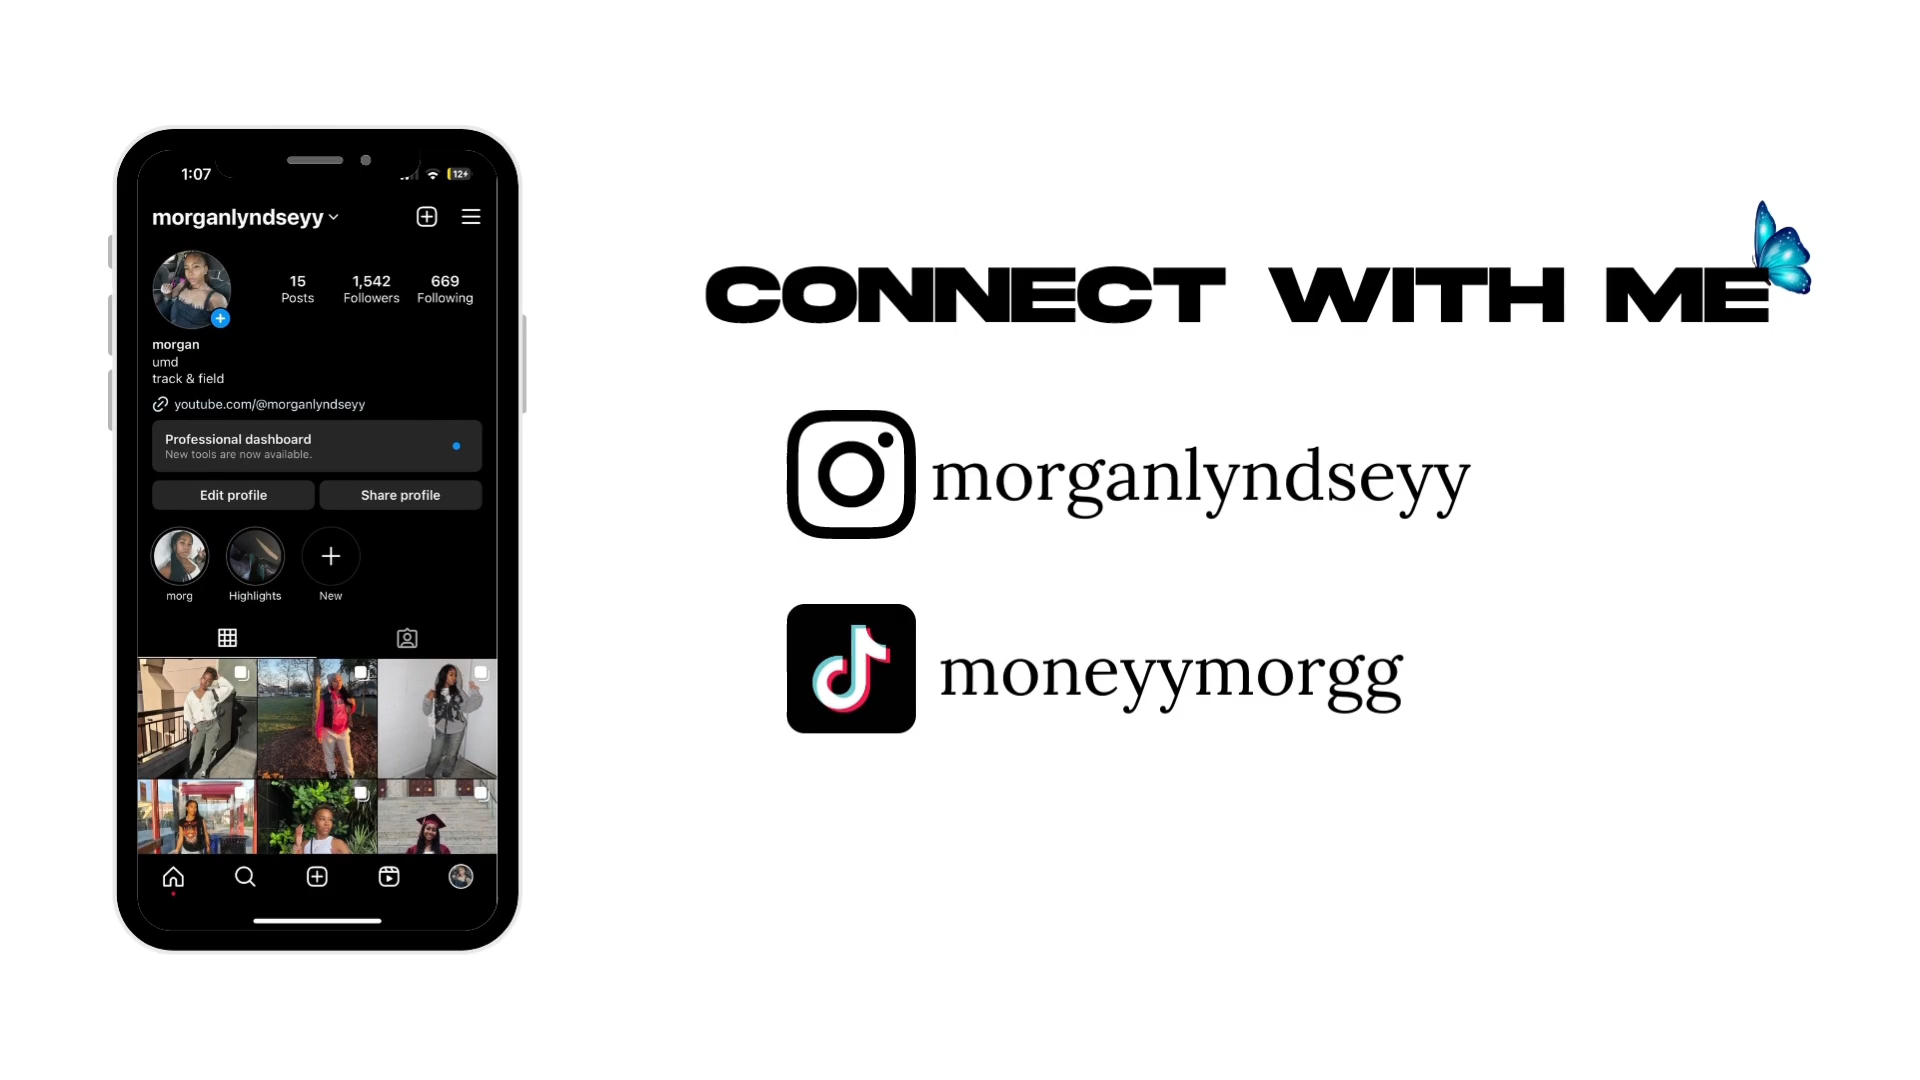 1:07
12
morganlyndseyy
15
Posts
1,542
Followers
669
Following
morgan
umd
track & field
youtube.com/@morganlyndseyy
Professional dashboard
New tools are now available.
Edit profile
Share profile
morg
Highlights
New
CONNECT WITH ME
morganlyndseyy
moneyymorgg